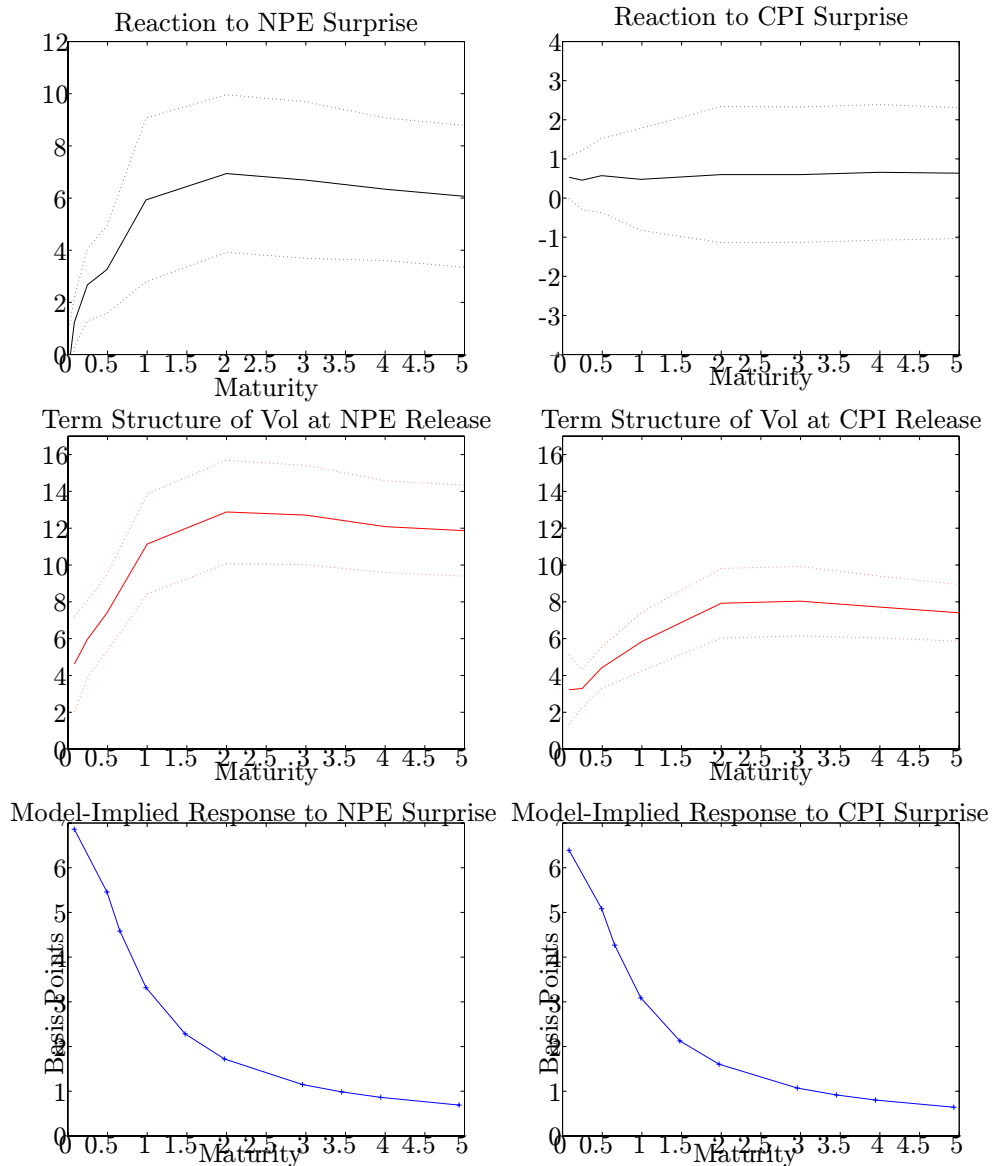 Reaction to NPE Surprise
12
10
8
6
4
2
0
0 0.5 1 1.5 2 2.5 3 3.5 4 4.5 5
Maturity
Reaction to CPI Surprise
4
3
2
1
0
-1
-2
-3
-4
0 0.5 1 1.5 2 2.5 3 3.5 4 4.5 5
Maturity
Term Structure of Vol at NPE Release
16
14
12
10
8
6
4
2
0
0 0.5 1 1.5 2 2.5 3 3.5 4 4.5 5
Maturity
Term Structure of Vol at CPI Release
16
14
12
10
8
6
4
2
0
0 0.5 1 1.5 2 2.5 3 3.5 4 4.5 5
Maturity
Model-Implied Response to NPE Surprise
7
6
5
4
3
2
1
0
Basis Points
0 0.5 1 1.5 2 2.5 3 3.5 4 4.5 5
Maturity
Model-Implied Response to CPI Surprise
7
6
5
4
3
2
1
0
Basis Points
0 0.5 1 1.5 2 2.5 3 3.5 4 4.5 5
Maturity